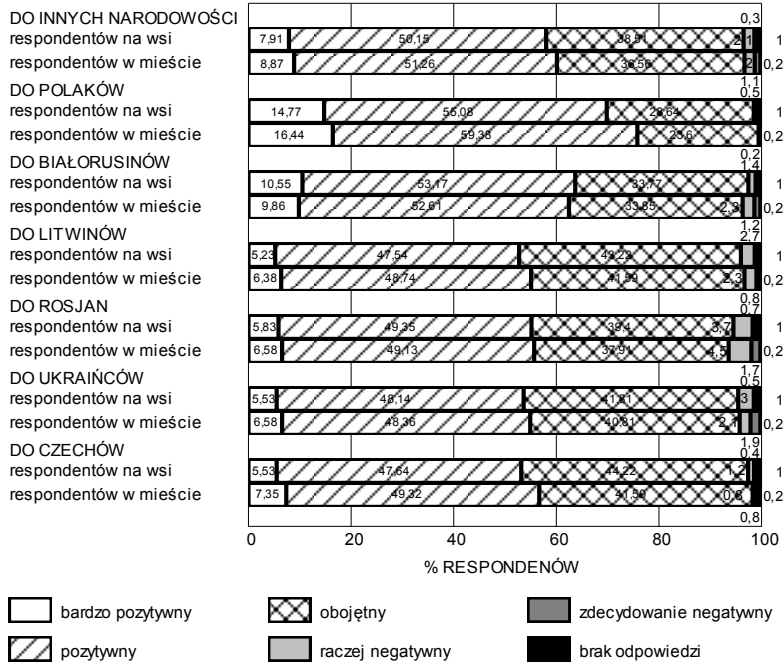 DO INNYCH NARODOWOŚCI 0,3
respondentów na wsi 7,91 50,15 38,91 2,1 1
respondentów w mieście 8,87 51,26 36,56 2 0,2
1,1
DO POLAKÓW 0,5
respondentów na wsi 14,77 55,08 28,64 1
respondentów w mieście 16,44 59,38 23,6 0,2
0,2
DO BIAŁORUSINÓW 1,4
respondentów na wsi 10,55 53,17 33,77 1
respondentów w mieście 9,86 52,61 33,85 2,3 0,2
1,2
DO LITWINÓW 2,7
respondentów na wsi 5,23 47,54 43,22 1
respondentów w mieście 6,38 48,74 41,59 2,3 0,2
0,8
DO ROSJAN 0,7
respondentów na wsi 5,83 49,35 39,4 3,7 1
respondentów w mieście 6,58 49,13 37,91 4,5 0,2
1,7
DO UKRAIŃCÓW 0,5
respondentów na wsi 5,53 48,14 41,81 3 1
respondentów w mieście 6,58 48,36 40,81 2,1 0,2
1,9
DO CZECHÓW 0,4
respondentów na wsi 5,53 47,64 44,22 1,2 1
respondentów w mieście 7,35 49,32 41,59 0,8 0,2
0,8
0 20 40 60 80 100
% RESPONDENÓW
bardzo pozytywny obojętny zdecydowanie negatywny
pozytywny raczej negatywny brak odpowiedzi